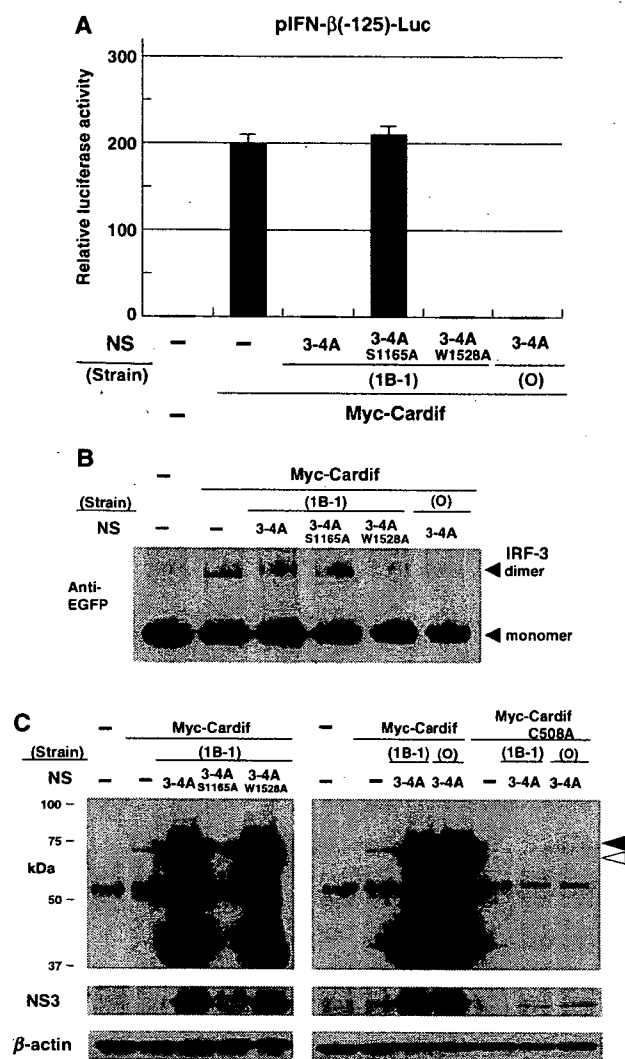 A
pIFN-β(-125)-Luc
Relative luciferase activity
300
200
100
0
NS – – 3-4A 3-4A S1165A 3-4A W1528A 3-4A
(Strain) (1B-1) (O)
– Myc-Cardif
B
– Myc-Cardif
(Strain) (1B-1) (O)
NS – – 3-4A 3-4A S1165A 3-4A W1528A 3-4A
Anti-EGFP
IRF-3
dimer
monomer
C
– Myc-Cardif – Myc-Cardif Myc-Cardif C508A
(Strain) (1B-1) (1B-1) (O) (1B-1) (O)
NS – – 3-4A 3-4A S1165A 3-4A W1528A – – 3-4A 3-4A – 3-4A 3-4A
100 –
75 –
kDa
50 –
37 –
NS3
β-actin